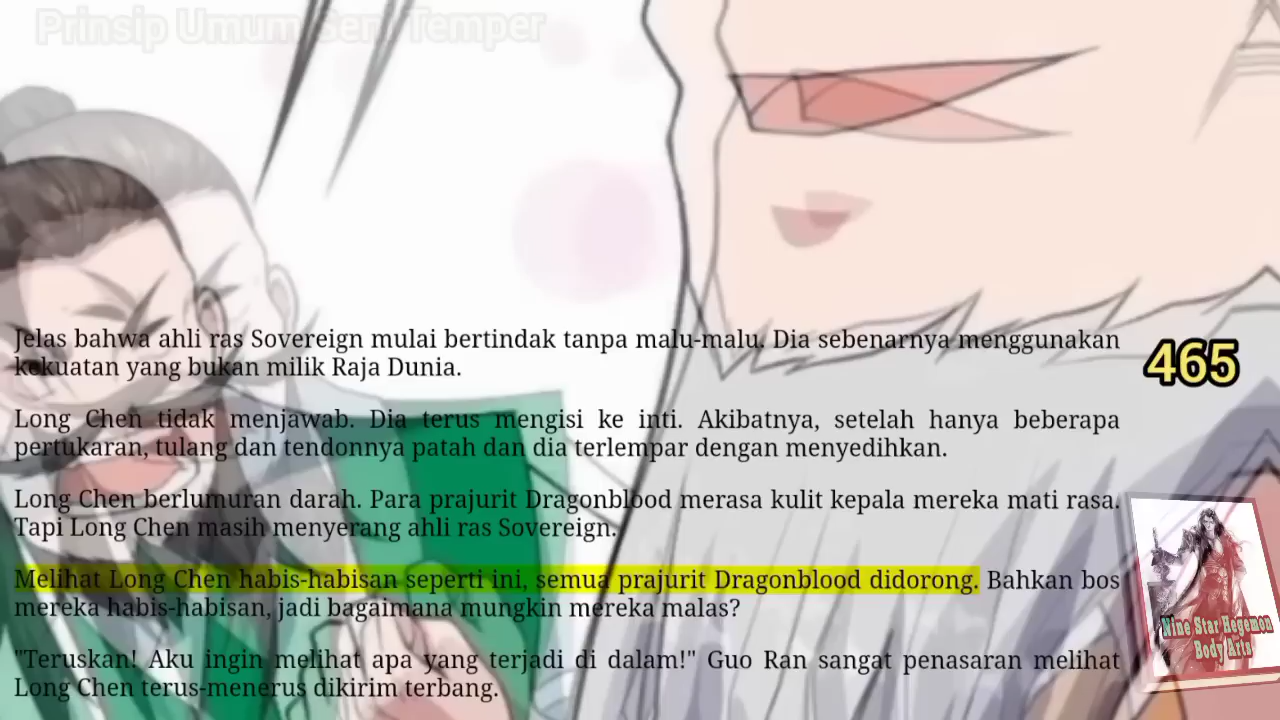 Prinsip Umum Seni Temper
Jelas bahwa ahli ras Sovereign mulai bertindak tanpa malu-malu. Dia sebenarnya menggunakan
kekuatan yang bukan milik Raja Dunia.
465
Long Chen tidak menjawab. Dia terus mengisi ke inti. Akibatnya, setelah hanya beberapa
pertukaran, tulang dan tendonnya patah dan dia terlempar dengan menyedihkan.
Long Chen berlumuran darah. Para prajurit Dragonblood merasa kulit kepala mereka mati rasa.
Tapi Long Chen masih menyerang ahli ras Sovereign.
Melihat Long Chen habis-habisan seperti ini, semua prajurit Dragonblood didorong. Bahkan bos
mereka habis-habisan, jadi bagaimana mungkin mereka malas?
"Teruskan! Aku ingin melihat apa yang terjadi di dalam!" Guo Ran sangat penasaran melihat
Long Chen terus-menerus dikirim terbang.
Nine Star Hegemon
Body Arts